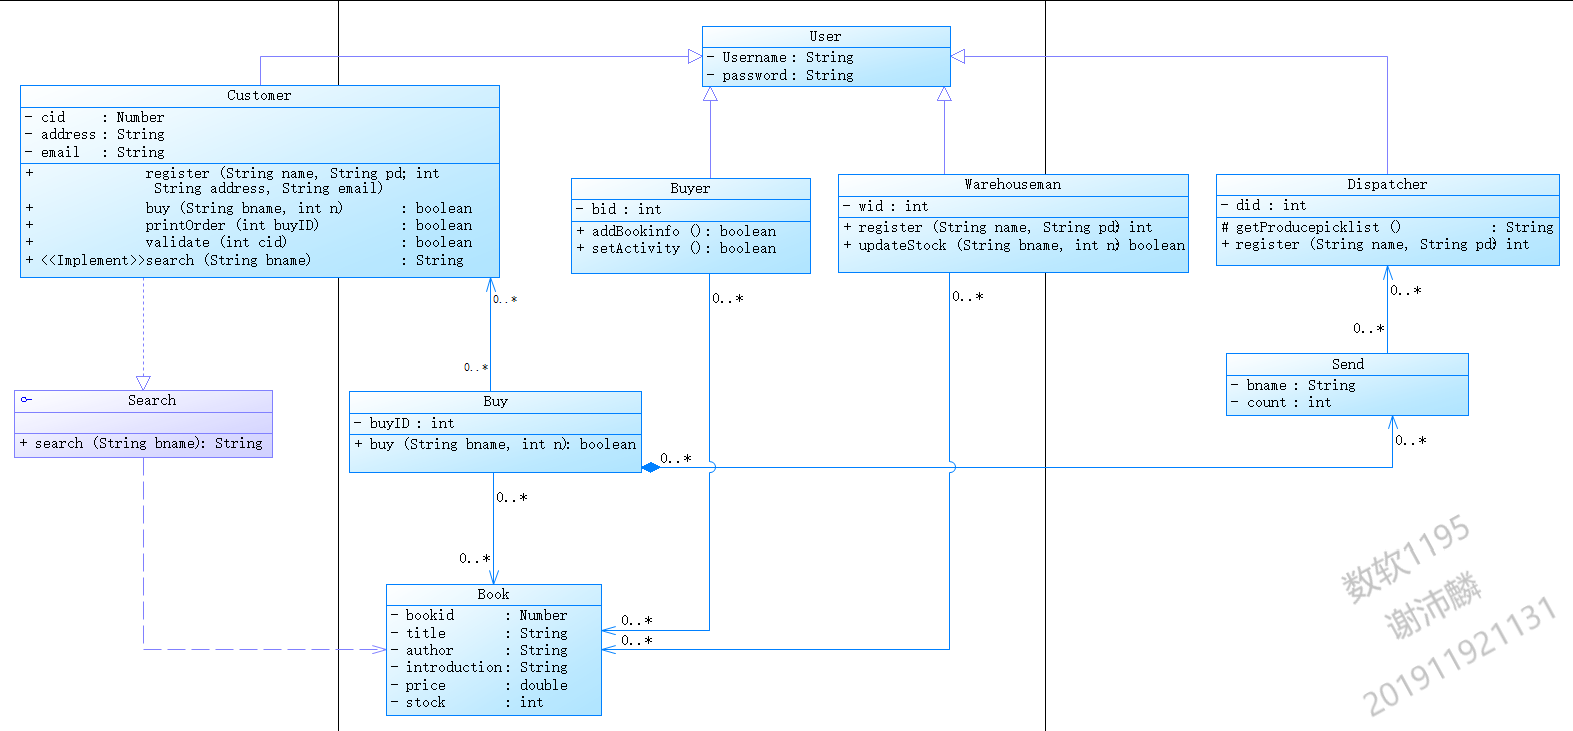 User
- Username : String
- password : String
Customer
- cid : Number
- address : String
- email : String
+ register (String name, String pd; int
String address, String email)
+ buy (String bname, int n) : boolean
+ printOrder (int buyID) : boolean
+ validate (int cid) : boolean
+ <<Implement>>search (String bname) : String
Buyer
- bid : int
+ addBookinfo () : boolean
+ setActivity () : boolean
Warehouseman
- wid : int
+ register (String name, String pd) int
+ updateStock (String bname, int n) boolean
Dispatcher
- did : int
# getProducepicklist () : String
+ register (String name, String pd) int
0..*
0..*
0..*
0..*
0..*
0..*
Search
+ search (String bname): String
Buy
- buyID : int
+ buy (String bname, int n): boolean
Send
- bname : String
- count : int
0..*
0..*
0..*
0..*
Book
- bookid : Number
- title : String
- author : String
- introduction : String
- price : double
- stock : int
0..*
0..*
数软1195
谢沛麟
201911921131